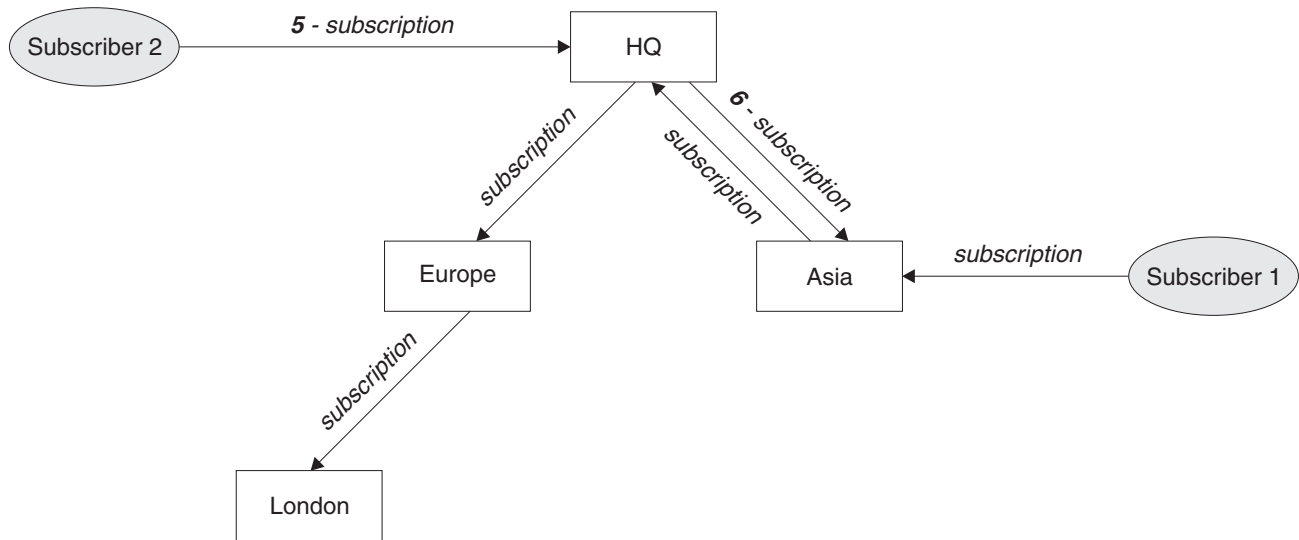 Subscriber 2
5 - subscription
HQ
subscription
subscription
6 - subscription
Europe
Asia
subscription
Subscriber 1
subscription
London